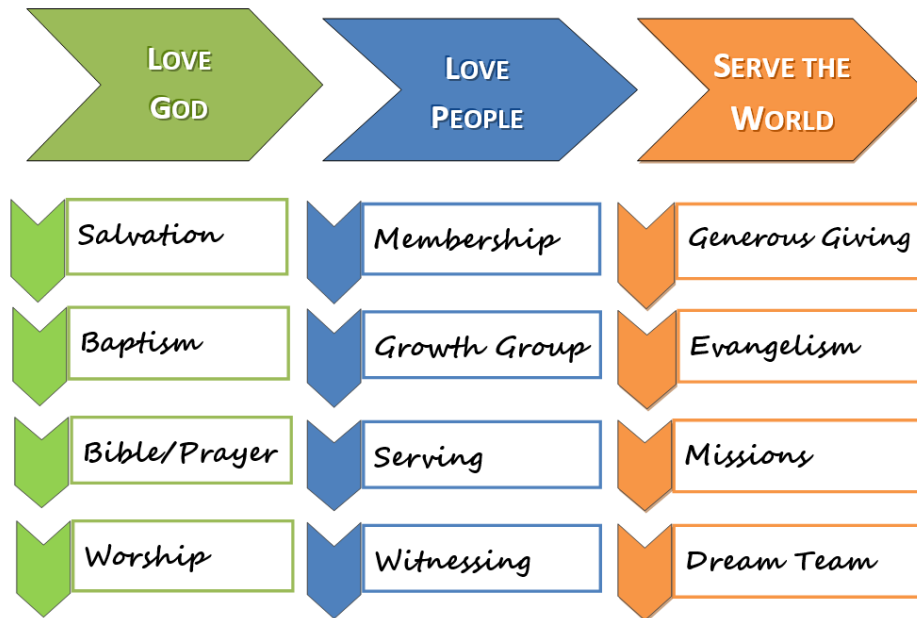 LOVE
GOD
LOVE
PEOPLE
SERVE THE
WORLD
Salvation
Membership
Generous Giving
Baptism
Growth Group
Evangelism
Bible/Prayer
Serving
Missions
Worship
Witnessing
Dream Team